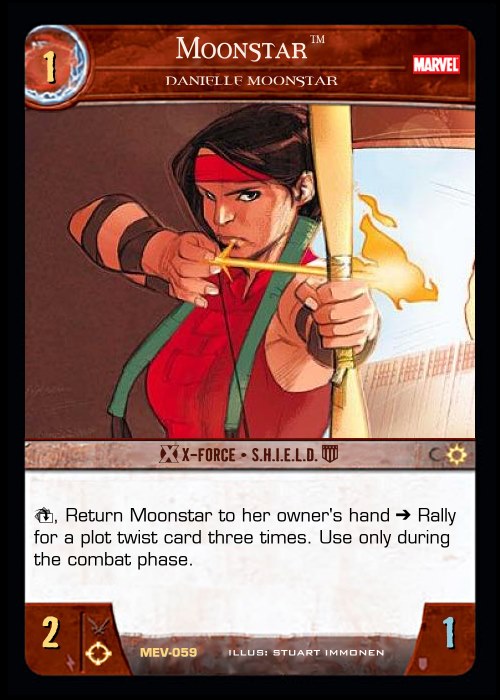 1
MOONSTAR™
DANIELLE MOONSTAR
MARVEL
X-FORCE • S.H.I.E.L.D.
C
, Return Moonstar to her owner's hand ➔ Rally
for a plot twist card three times. Use only during
the combat phase.
2
MEV-059 ILLUS: STUART IMMONEN
1